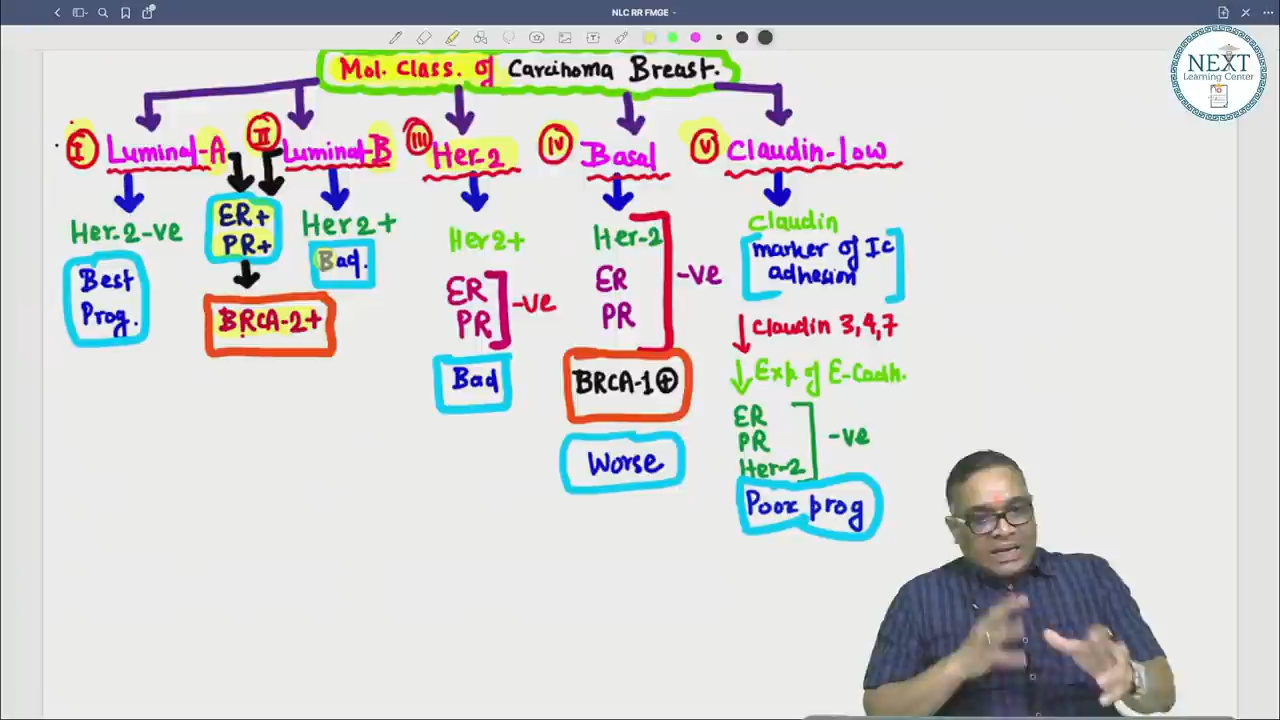 NLC RR FMGE
NEXT
Learning Center
Mol. Class. of Carcinoma Breast.
I Luminal-A
II Luminal-B
III Her-2
IV Basal
V Claudin-low
Her-2-ve
Best
Prog.
ER+
PR+
BRCA-2+
Her2+
Bad.
Her2+
ER
PR
-ve
Bad
Her-2
ER
PR
-ve
BRCA-1+
Worse
Claudin
marker of Ic
adhesion
↓ Claudin 3,4,7
↓ Exp of E-Cadh.
ER
PR
Her-2
-ve
Poor prog